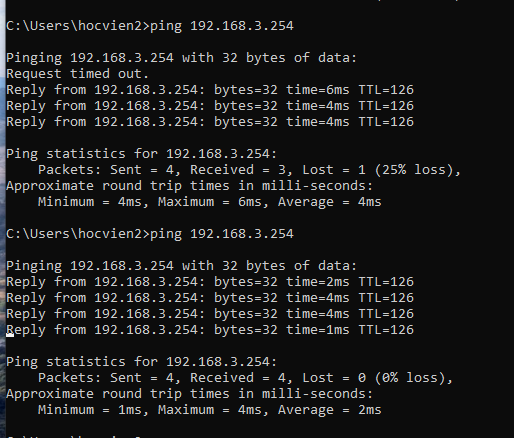 C:\Users\hocvien2>ping 192.168.3.254
Pinging 192.168.3.254 with 32 bytes of data:
Request timed out.
Reply from 192.168.3.254: bytes=32 time=6ms TTL=126
Reply from 192.168.3.254: bytes=32 time=4ms TTL=126
Reply from 192.168.3.254: bytes=32 time=4ms TTL=126
Ping statistics for 192.168.3.254:
    Packets: Sent = 4, Received = 3, Lost = 1 (25% loss),
Approximate round trip times in milli-seconds:
    Minimum = 4ms, Maximum = 6ms, Average = 4ms
C:\Users\hocvien2>ping 192.168.3.254
Pinging 192.168.3.254 with 32 bytes of data:
Reply from 192.168.3.254: bytes=32 time=2ms TTL=126
Reply from 192.168.3.254: bytes=32 time=4ms TTL=126
Reply from 192.168.3.254: bytes=32 time=4ms TTL=126
Reply from 192.168.3.254: bytes=32 time=1ms TTL=126
Ping statistics for 192.168.3.254:
    Packets: Sent = 4, Received = 4, Lost = 0 (0% loss),
Approximate round trip times in milli-seconds:
    Minimum = 1ms, Maximum = 4ms, Average = 2ms